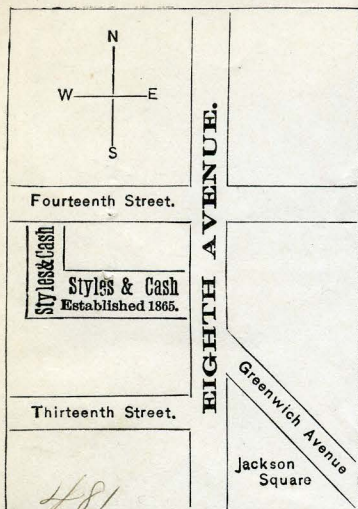 N
W E
S
EIGHTH AVENUE.
Fourteenth Street.
Styles&Cash
Styles & Cash
Established 1865.
Greenwich Avenue
Thirteenth Street.
Jackson
Square
481